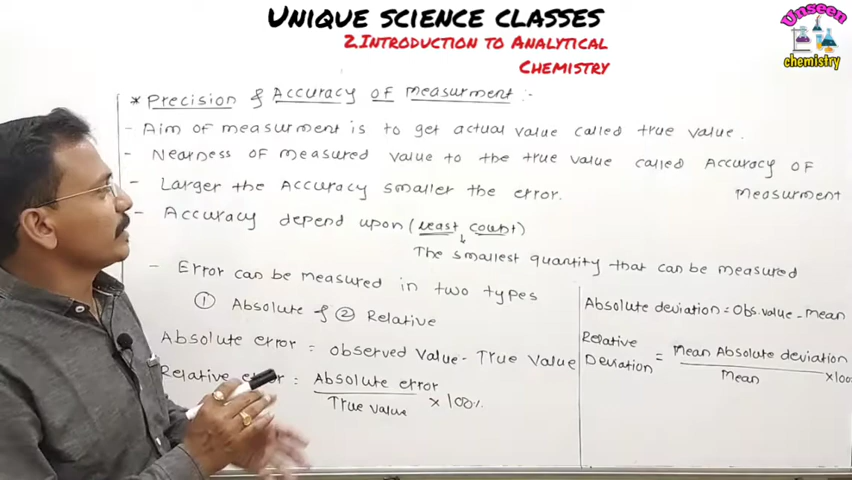 UNIQUE SCIENCE CLASSES
2.INTRODUCTION TO ANALYTICAL
CHEMISTRY
Unseen
chemistry
* Precision & Accuracy of Measurment :-
- Aim of measurment is to get actual value called true value.
- Nearness of measured value to the true value called Accuracy of
Measurment
- Larger the Accuracy smaller the error.
- Accuracy depend upon (least count)
↓
The smallest quantity that can be measured
- Error can be measured in two types
① Absolute & ② Relative
Absolute error = observed value - True value
Relative error = Absolute error
True value × 100%
Absolute deviation = Obs.value - mean
Relative
Deviation = Mean Absolute deviation
Mean ×100